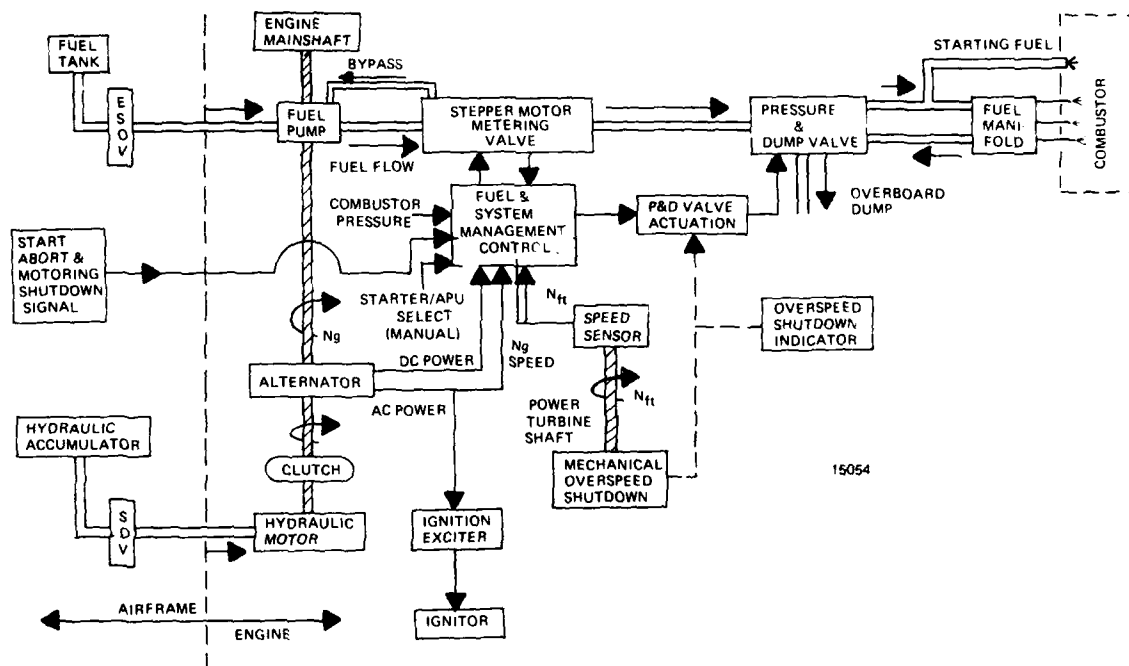 ENGINE
MAINSHAFT
FUEL
TANK
E
S
O
V
BYPASS
FUEL
PUMP
STEPPER MOTOR
METERING
VALVE
FUEL FLOW
STARTING FUEL
PRESSURE
&
DUMP VALVE
FUEL
MANI-
FOLD
COMBUSTOR
OVERBOARD
DUMP
COMBUSTOR
PRESSURE
FUEL &
SYSTEM
MANAGEMENT
CONTROL
P&D VALVE
ACTUATION
START
ABORT &
MOTORING
SHUTDOWN
SIGNAL
STARTER/APU
SELECT
(MANUAL)
Ng
DC POWER
Nft
Ng
SPEED
SPEED
SENSOR
OVERSPEED
SHUTDOWN
INDICATOR
ALTERNATOR
AC POWER
POWER
TURBINE
SHAFT
Nft
HYDRAULIC
ACCUMULATOR
CLUTCH
MECHANICAL
OVERSPEED
SHUTDOWN
15054
S
D
V
HYDRAULIC
MOTOR
IGNITION
EXCITER
IGNITOR
AIRFRAME
ENGINE